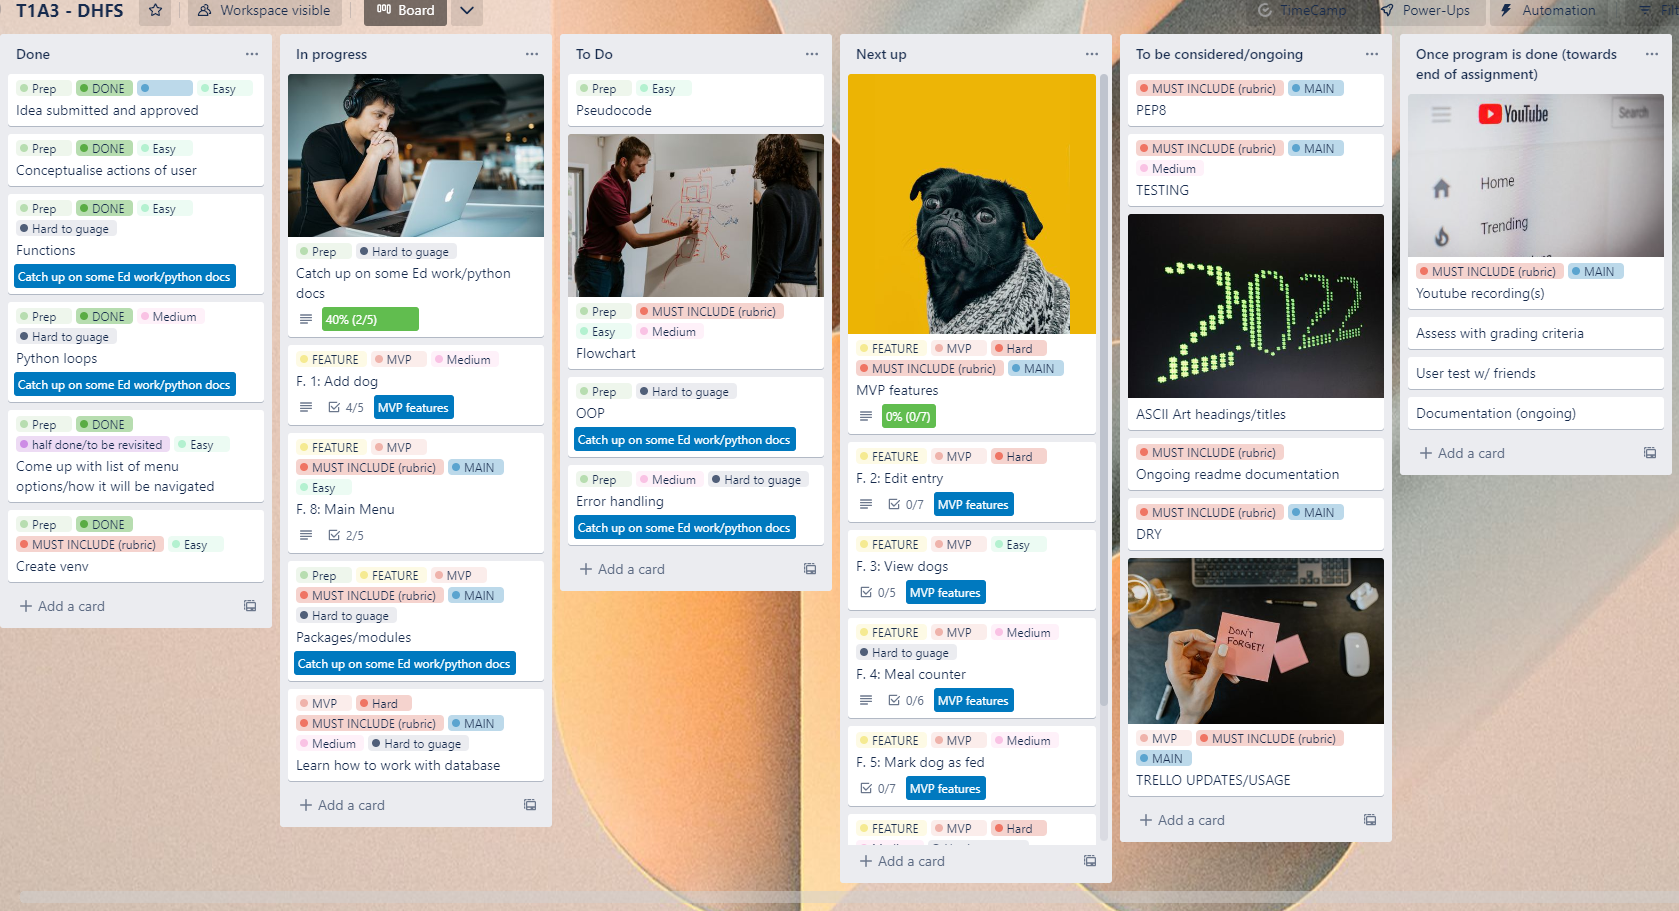 T1A3 - DHFS
Workspace visible
Board
TimeCamp
Power-Ups
Automation
Filt
Done
Prep DONE Easy
Idea submitted and approved
Prep DONE Easy
Conceptualise actions of user
Prep DONE Easy
Hard to guage
Functions
Catch up on some Ed work/python docs
Prep DONE Medium
Hard to guage
Python loops
Catch up on some Ed work/python docs
Prep DONE
half done/to be revisited Easy
Come up with list of menu
options/how it will be navigated
Prep DONE
MUST INCLUDE (rubric) Easy
Create venv
+ Add a card
In progress
Prep Hard to guage
Catch up on some Ed work/python
docs
40% (2/5)
FEATURE MVP Medium
F. 1: Add dog
4/5 MVP features
FEATURE MVP
MUST INCLUDE (rubric) MAIN
Easy
F. 8: Main Menu
2/5
Prep FEATURE MVP
MUST INCLUDE (rubric) MAIN
Hard to guage
Packages/modules
Catch up on some Ed work/python docs
MVP Hard
MUST INCLUDE (rubric) MAIN
Medium Hard to guage
Learn how to work with database
+ Add a card
To Do
Prep Easy
Pseudocode
Prep MUST INCLUDE (rubric)
Easy Medium
Flowchart
Prep Hard to guage
OOP
Catch up on some Ed work/python docs
Prep Medium Hard to guage
Error handling
Catch up on some Ed work/python docs
+ Add a card
Next up
FEATURE MVP Hard
MUST INCLUDE (rubric) MAIN
MVP features
0% (0/7)
FEATURE MVP Hard
F. 2: Edit entry
0/7 MVP features
FEATURE MVP Easy
F. 3: View dogs
0/5 MVP features
FEATURE MVP Medium
Hard to guage
F. 4: Meal counter
0/6 MVP features
FEATURE MVP Medium
F. 5: Mark dog as fed
0/7 MVP features
FEATURE MVP Hard
+ Add a card
To be considered/ongoing
MUST INCLUDE (rubric) MAIN
PEP8
MUST INCLUDE (rubric) MAIN
Medium
TESTING
2022
ASCII Art headings/titles
MUST INCLUDE (rubric)
Ongoing readme documentation
MUST INCLUDE (rubric) MAIN
DRY
DON'T
FORGET!
MVP MUST INCLUDE (rubric)
MAIN
TRELLO UPDATES/USAGE
+ Add a card
Once program is done (towards
end of assignment)
YouTube Search
Home
Trending
MUST INCLUDE (rubric) MAIN
Youtube recording(s)
Assess with grading criteria
User test w/ friends
Documentation (ongoing)
+ Add a card